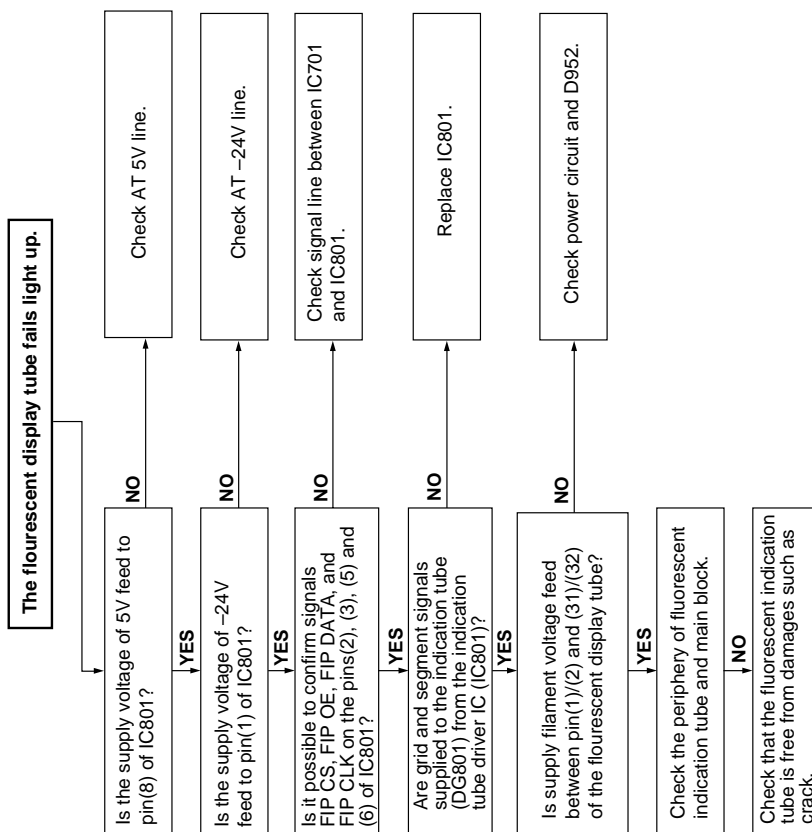 The flourescent display tube fails light up.
Is the supply voltage of 5V feed to
pin(8) of IC801?
NO
Check AT 5V line.
YES
Is the supply voltage of –24V
feed to pin(1) of IC801?
NO
Check AT –24V line.
YES
Is it possible to confirm signals
FIP CS, FIP OE, FIP DATA, and
FIP CLK on the pins(2), (3), (5) and
(6) of IC801?
NO
Check signal line between IC701
and IC801.
YES
Are grid and segment signals
supplied to the indication tube
(DG801) from the indication
tube driver IC (IC801)?
NO
Replace IC801.
YES
Is supply filament voltage feed
between pin(1)/(2) and (31)/(32)
of the flourescent display tube?
NO
Check power circuit and D952.
YES
Check the periphery of fluorescent
indication tube and main block.
NO
Check that the fluorescent indication
tube is free from damages such as
crack.